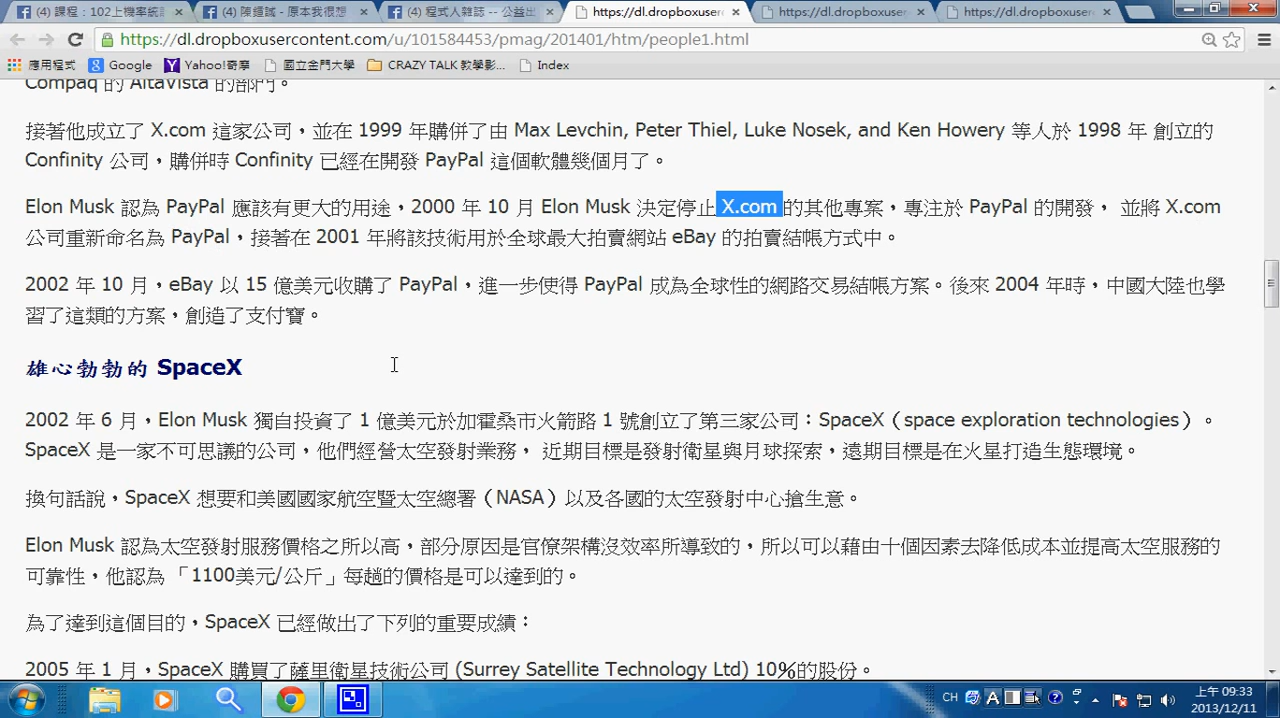 (4) 課程：102上機率統計
(4) 陳鍾誠 - 原本我很想
(4) 程式人雜誌 -- 公益出
https://dl.dropboxuser
https://dl.dropboxuser
https://dl.dropboxuser
https://dl.dropboxusercontent.com/u/101584453/pmag/201401/htm/people1.html
應用程式 Google Yahoo!奇摩 國立金門大學 CRAZY TALK 教學影... Index
Compaq 的 AltaVista 的部門。
接著他成立了 X.com 這家公司，並在 1999 年購併了由 Max Levchin, Peter Thiel, Luke Nosek, and Ken Howery 等人於 1998 年 創立的
Confinity 公司，購併時 Confinity 已經在開發 PayPal 這個軟體幾個月了。
Elon Musk 認為 PayPal 應該有更大的用途，2000 年 10 月 Elon Musk 決定停止 X.com 的其他專案，專注於 PayPal 的開發， 並將 X.com
公司重新命名為 PayPal，接著在 2001 年將該技術用於全球最大拍賣網站 eBay 的拍賣結帳方式中。
2002 年 10 月，eBay 以 15 億美元收購了 PayPal，進一步使得 PayPal 成為全球性的網路交易結帳方案。後來 2004 年時，中國大陸也學
習了這類的方案，創造了支付寶。
雄心勃勃的 SpaceX
2002 年 6 月，Elon Musk 獨自投資了 1 億美元於加霍桑市火箭路 1 號創立了第三家公司：SpaceX（space exploration technologies）。
SpaceX 是一家不可思議的公司，他們經營太空發射業務， 近期目標是發射衛星與月球探索，遠期目標是在火星打造生態環境。
換句話說，SpaceX 想要和美國國家航空暨太空總署（NASA）以及各國的太空發射中心搶生意。
Elon Musk 認為太空發射服務價格之所以高，部分原因是官僚架構沒效率所導致的，所以可以藉由十個因素去降低成本並提高太空服務的
可靠性，他認為 「1100美元/公斤」每趟的價格是可以達到的。
為了達到這個目的，SpaceX 已經做出了下列的重要成績：
2005 年 1 月，SpaceX 購買了薩里衛星技術公司 (Surrey Satellite Technology Ltd) 10%的股份。
CH
上午 09:33
2013/12/11